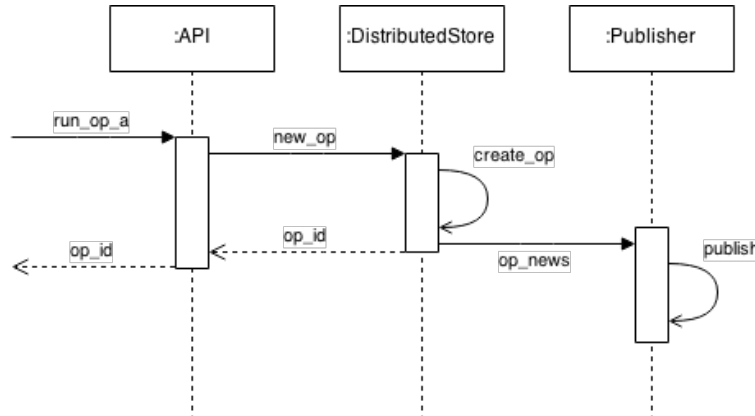 :API
:DistributedStore
:Publisher
run_op_a
new_op
create_op
op_id
op_id
op_news
publish